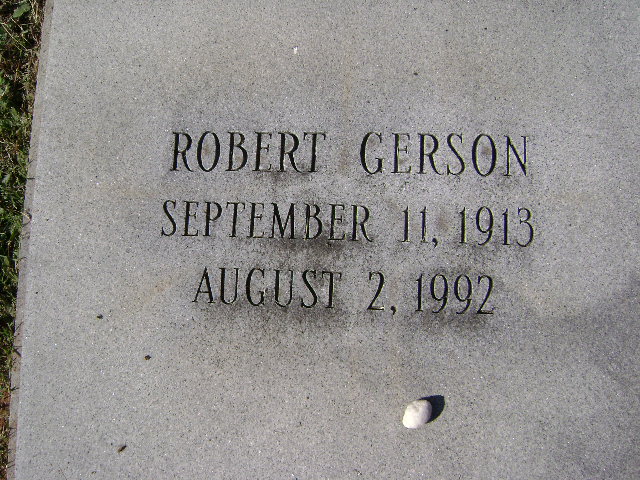 ROBERT GERSON
SEPTEMBER 11, 1913
AUGUST 2, 1992